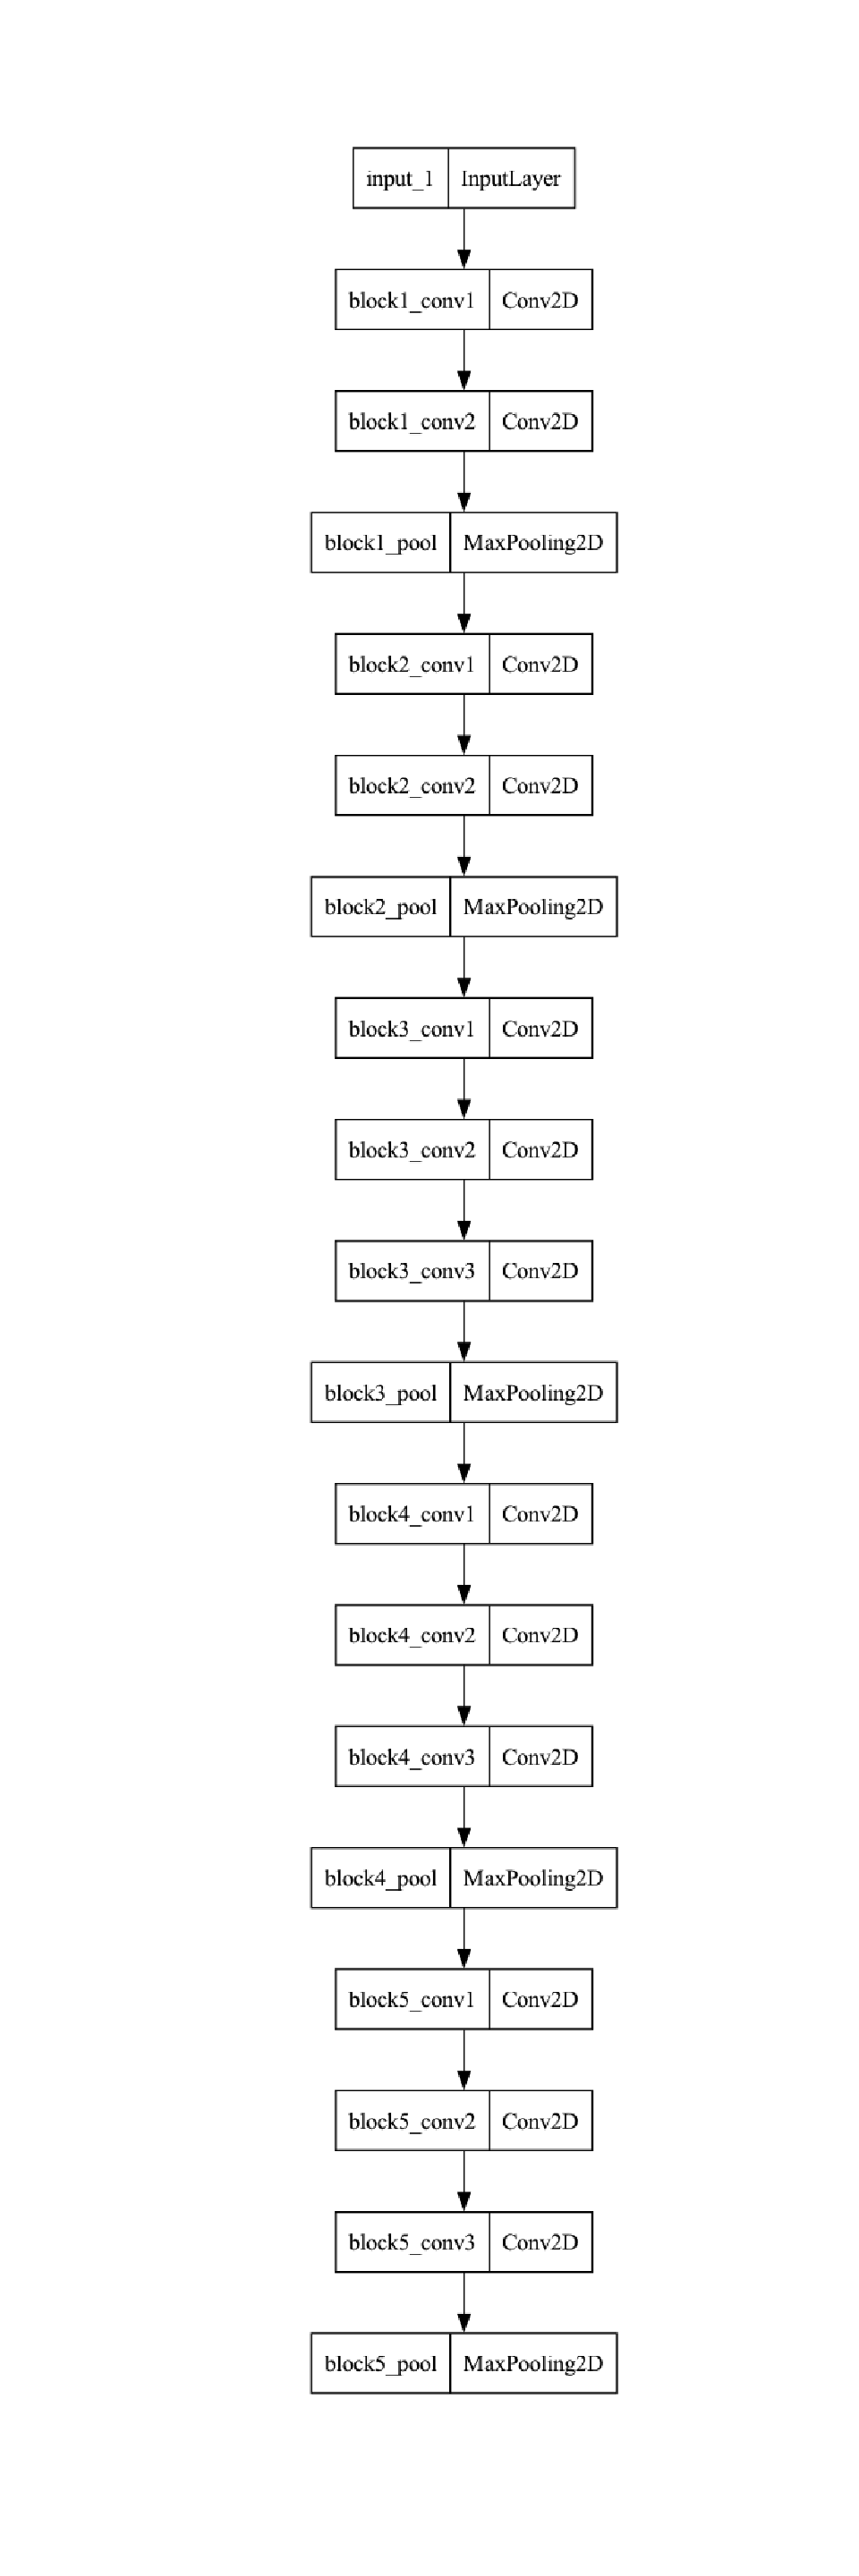 input_1 InputLayer
block1_conv1 Conv2D
block1_conv2 Conv2D
block1_pool MaxPooling2D
block2_conv1 Conv2D
block2_conv2 Conv2D
block2_pool MaxPooling2D
block3_conv1 Conv2D
block3_conv2 Conv2D
block3_conv3 Conv2D
block3_pool MaxPooling2D
block4_conv1 Conv2D
block4_conv2 Conv2D
block4_conv3 Conv2D
block4_pool MaxPooling2D
block5_conv1 Conv2D
block5_conv2 Conv2D
block5_conv3 Conv2D
block5_pool MaxPooling2D